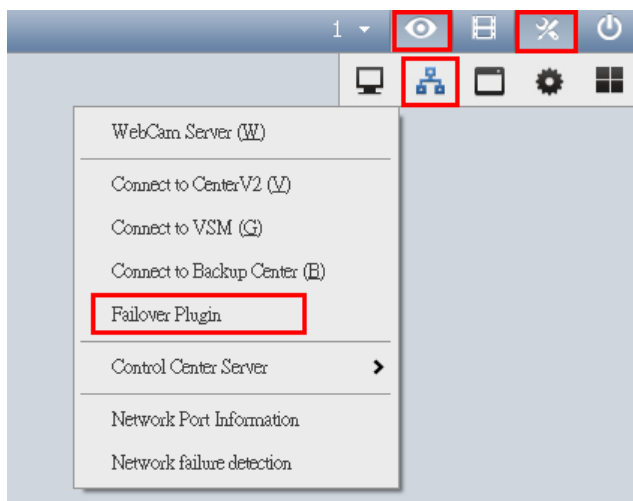 1
WebCam Server (W)
Connect to CenterV2 (V)
Connect to VSM (G)
Connect to Backup Center (B)
Failover Plugin
Control Center Server
Network Port Information
Network failure detection